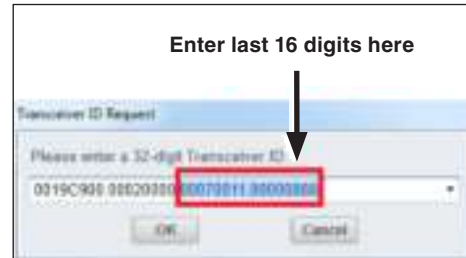 Enter last 16 digits here
Transceiver ID Request
Please enter a 32-digit Transceiver ID
0019C900 00020000 00070011 00000000
OK
Cancel